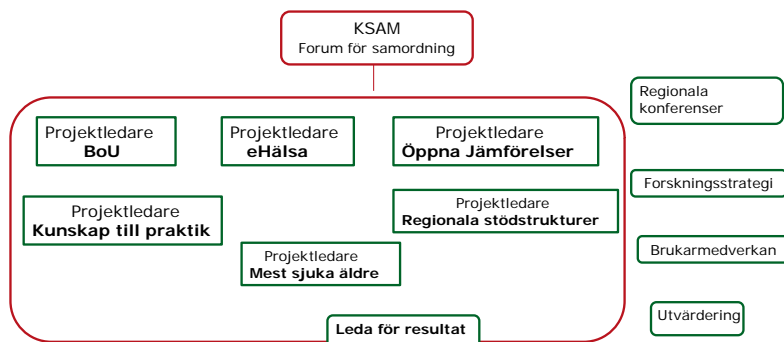 KSAM
Forum för samordning
Regionala
konferenser
Projektledare
BoU
Projektledare
eHälsa
Projektledare
Öppna Jämförelser
Forskningsstrategi
Projektledare
Kunskap till praktik
Projektledare
Regionala stödstrukturer
Projektledare
Mest sjuka äldre
Brukarmedverkan
Utvärdering
Leda för resultat